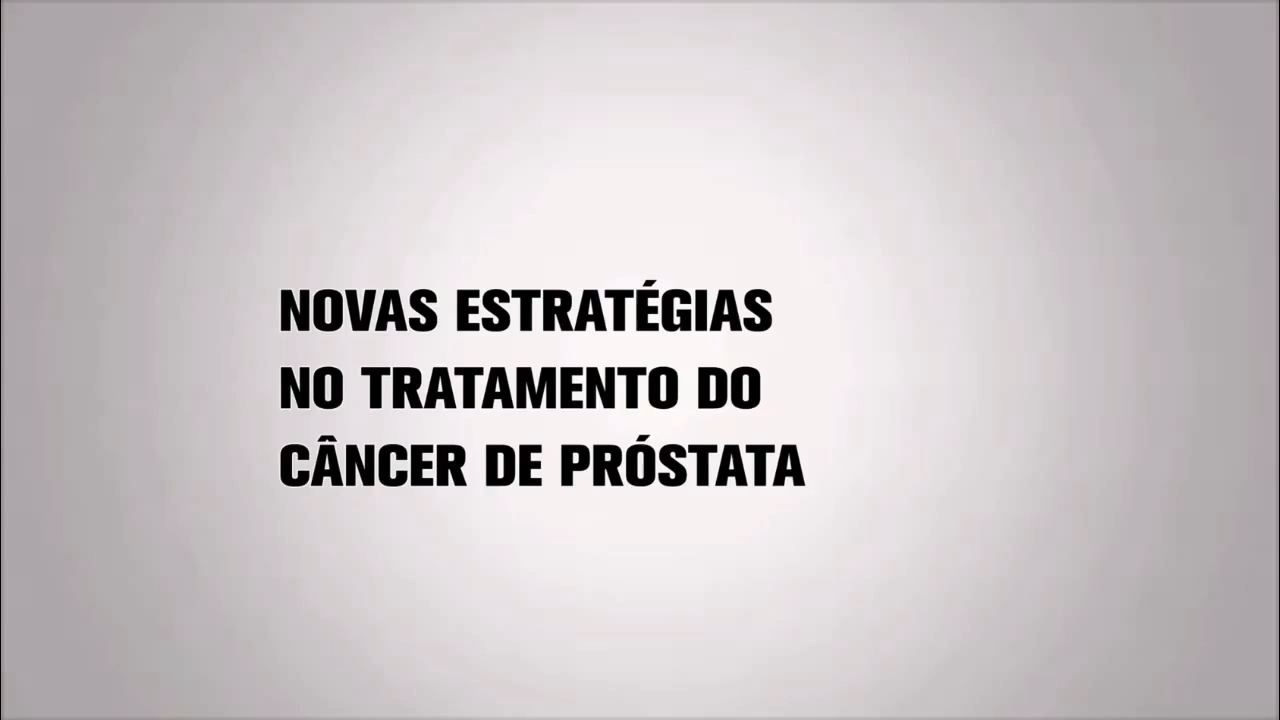 NOVAS ESTRATÉGIAS
NO TRATAMENTO DO
CÂNCER DE PRÓSTATA